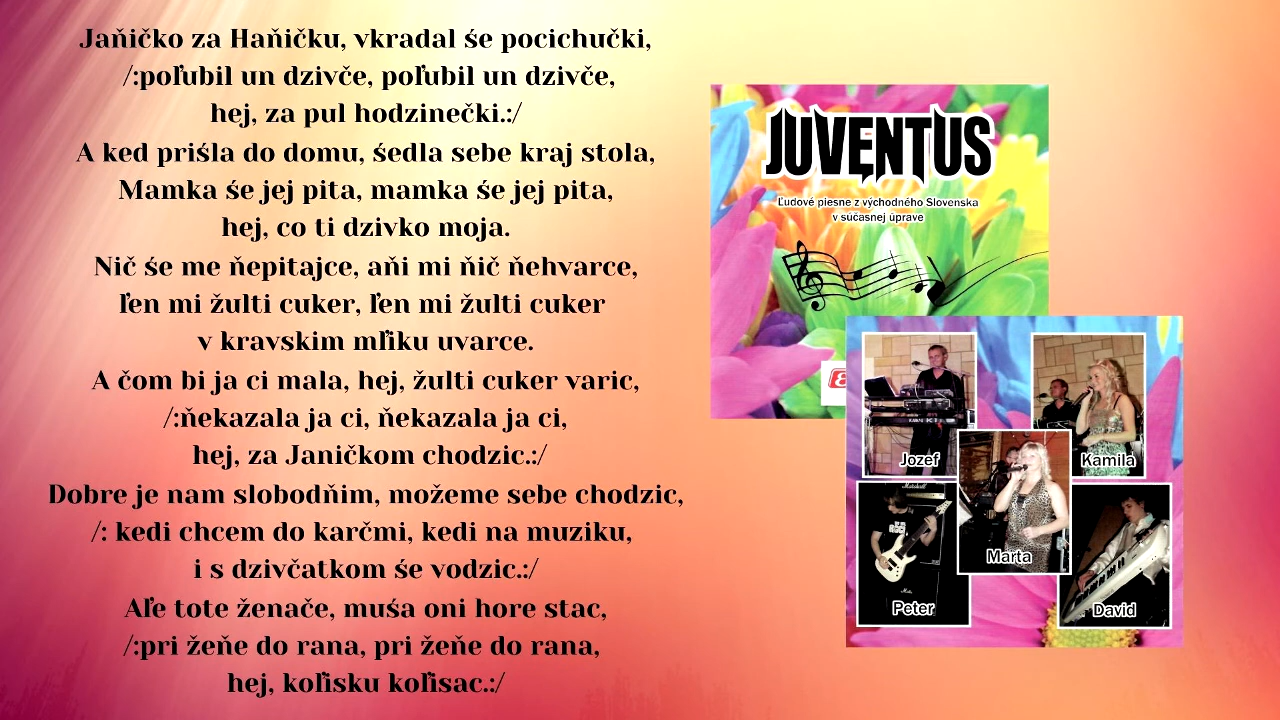 Jaňičko za Haňičku, vkradal śe pocichučki,
/:poľubil un dzivče, poľubil un dzivče,
hej, za pul hodzinečki.:/
A ked priśla do domu, śedla sebe kraj stola,
Mamka śe jej pita, mamka śe jej pita,
hej, co ti dzivko moja.
Nič śe me ňepitajce, aňi mi ňič ňehvarce,
ľen mi žulti cuker, ľen mi žulti cuker
v kravskim mľiku uvarce.
A čom bi ja ci mala, hej, žulti cuker varic,
/:ňekazala ja ci, ňekazala ja ci,
hej, za Janičkom chodzic.:/
Dobre je nam slobodňim, možeme sebe chodzic,
/: kedi chcem do karčmi, kedi na muziku,
i s dzivčatkom śe vodzic.:/
Aľe tote ženače, muśa oni hore stac,
/:pri žeňe do rana, pri žeňe do rana,
hej, koľisku koľisac.:/
JUVENTUS
Ľudové piesne z východného Slovenska
v súčasnej úprave
Jozef
Kamila
Marta
Peter
David
Marshall